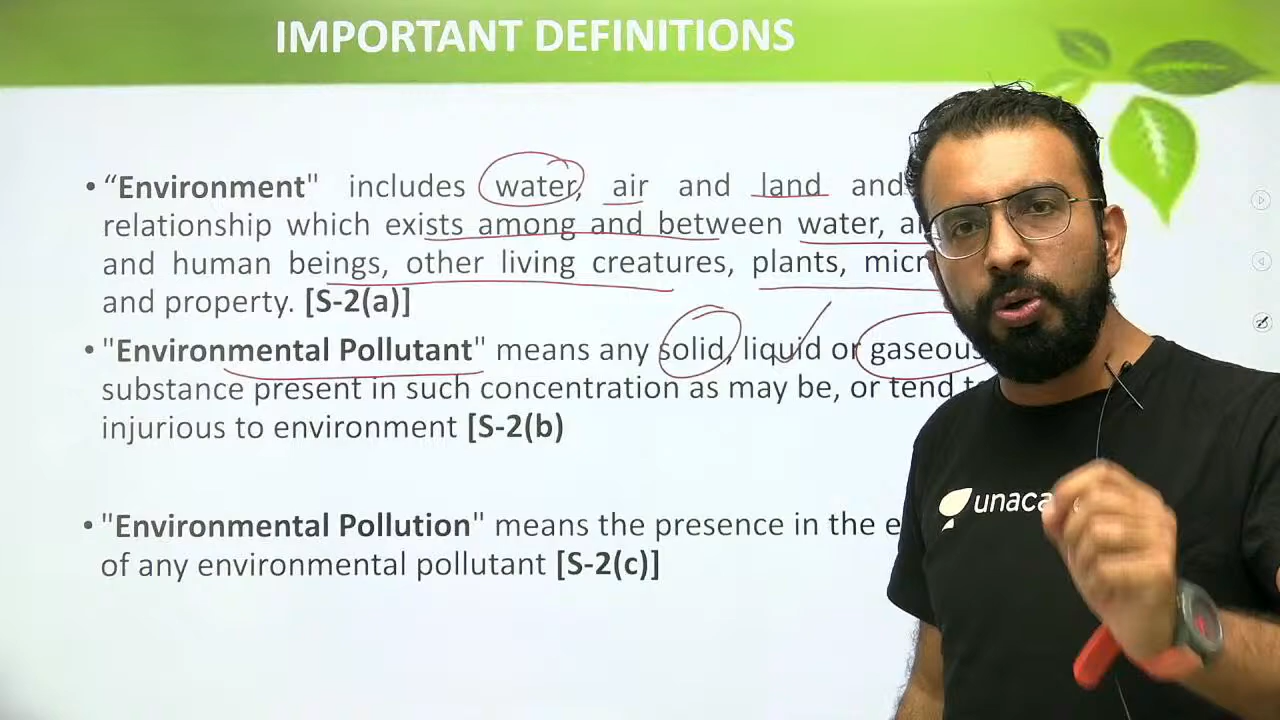 IMPORTANT DEFINITIONS
• “Environment" includes water, air and land and
relationship which exists among and between water,
and human beings, other living creatures, plants,
and property. [S-2(a)]
• "Environmental Pollutant" means any solid, liquid or gaseous
substance present in such concentration as may be, or tend
injurious to environment [S-2(b)
• "Environmental Pollution" means the presence in the
of any environmental pollutant [S-2(c)]